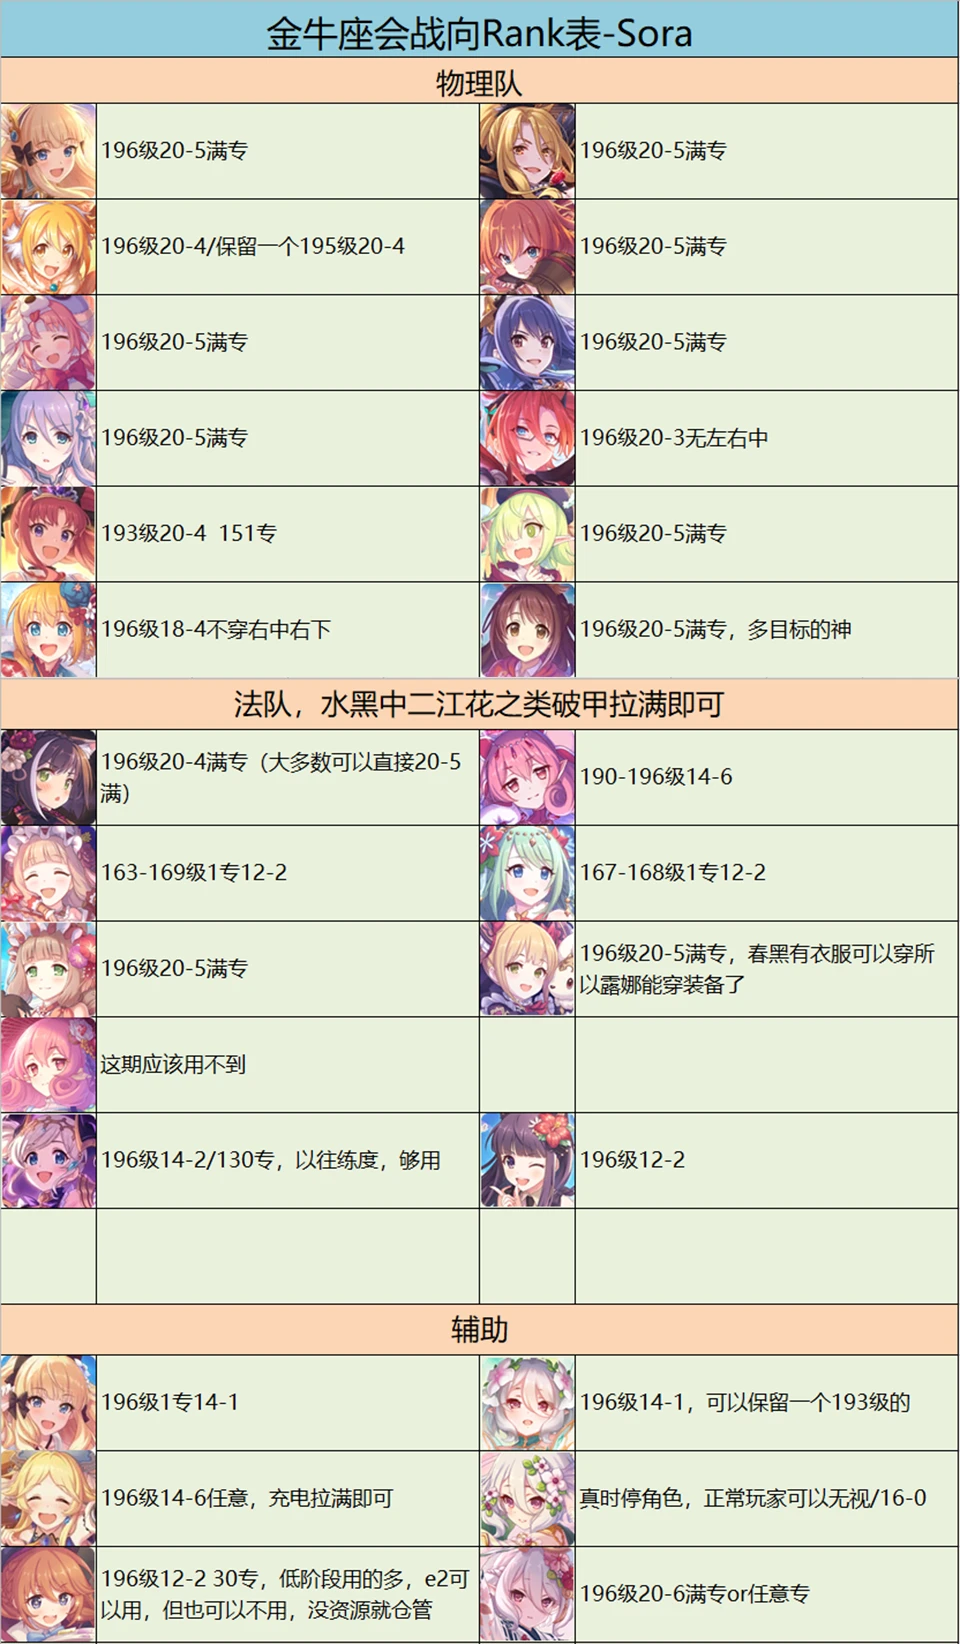 金牛座会战向Rank表-Sora
物理队
196级20-5满专
196级20-5满专
196级20-4/保留一个195级20-4
196级20-5满专
196级20-5满专
196级20-5满专
196级20-5满专
196级20-3无左右中
193级20-4  151专
196级20-5满专
196级18-4不穿右中右下
196级20-5满专，多目标的神
法队，水黑中二江花之类破甲拉满即可
196级20-4满专（大多数可以直接20-5
满）
190-196级14-6
163-169级1专12-2
167-168级1专12-2
196级20-5满专
196级20-5满专，春黑有衣服可以穿所
以露娜能穿装备了
这期应该用不到
196级14-2/130专，以往练度，够用
196级12-2
辅助
196级1专14-1
196级14-1，可以保留一个193级的
196级14-6任意，充电拉满即可
真时停角色，正常玩家可以无视/16-0
196级12-2 30专，低阶段用的多，e2可
以用，但也可以不用，没资源就仓管
196级20-6满专or任意专